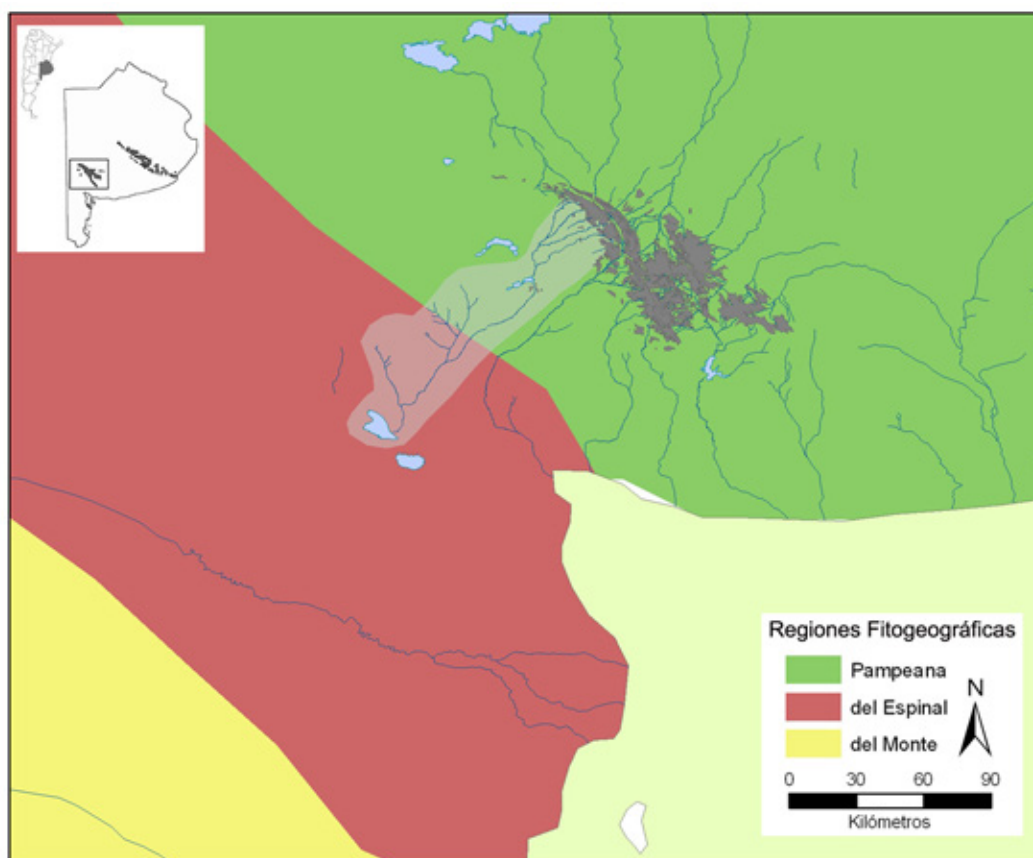 Regiones Fitogeográficas
Pampeana
del Espinal
del Monte
N
0 30 60 90
Kilómetros